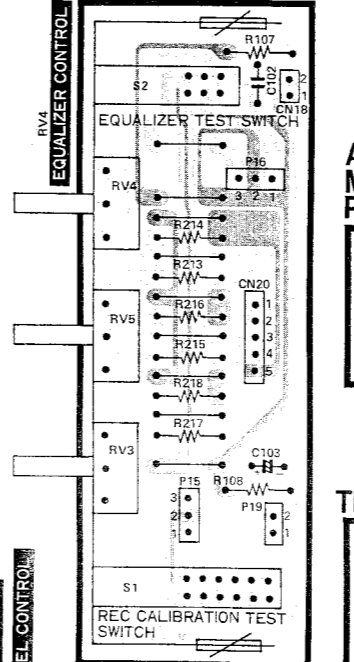 R107
S2
C102
2
1
CN18
EQUALIZER TEST SWITCH
RV4
EQUALIZER CONTROL
P16
3 2 1
RV4
R214
R213
CN20
R216
1
2
3
4
5
RV5
R215
R218
R217
RV3
C103
P15
R108
3
2
1
P19
2
1
S1
REC CALIBRATION TEST
SWITCH
EL CONTROL
A
M
P
T